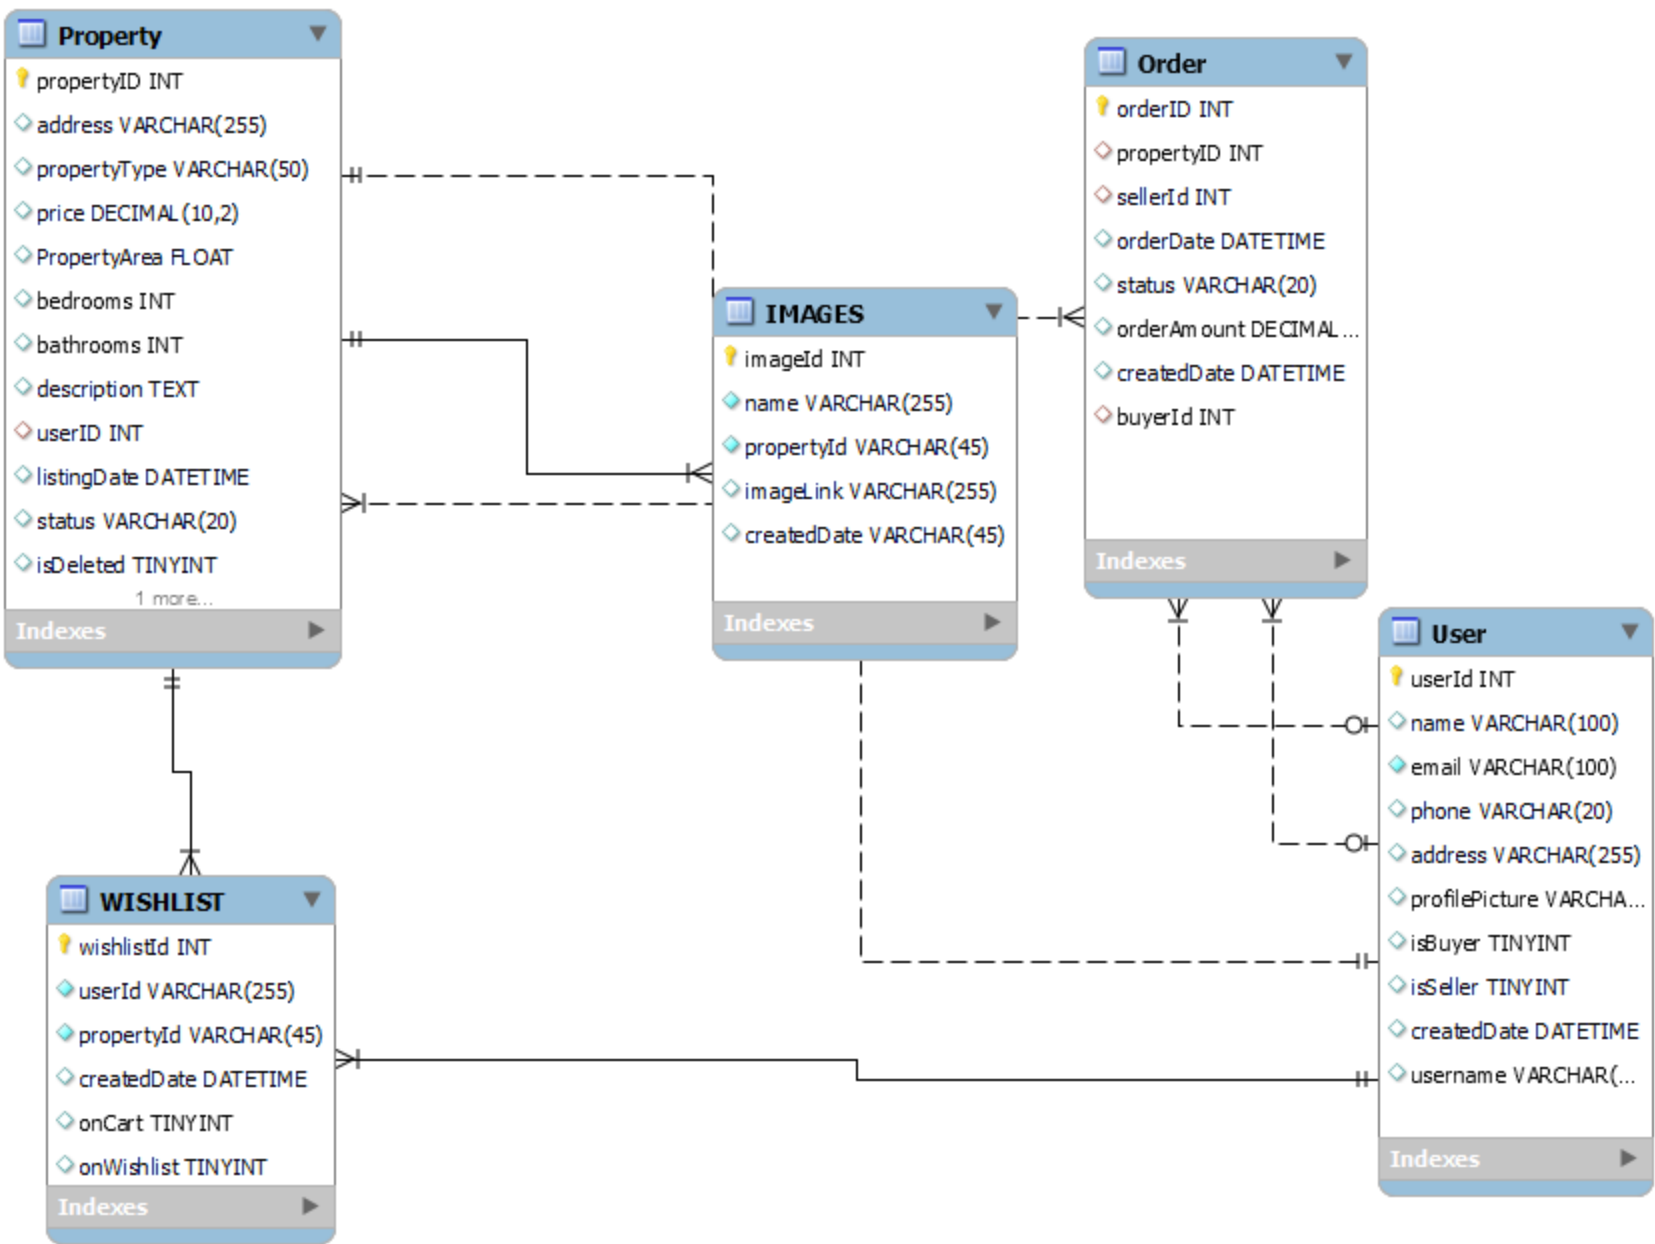 Property
propertyID INT
address VARCHAR(255)
propertyType VARCHAR(50)
price DECIMAL(10,2)
PropertyArea FLOAT
bedrooms INT
bathrooms INT
description TEXT
userID INT
listingDate DATETIME
status VARCHAR(20)
isDeleted TINYINT
1 more...
Indexes
IMAGES
imageId INT
name VARCHAR(255)
propertyId VARCHAR(45)
imageLink VARCHAR(255)
createdDate VARCHAR(45)
Indexes
Order
orderID INT
propertyID INT
sellerId INT
orderDate DATETIME
status VARCHAR(20)
orderAmount DECIMAL...
createdDate DATETIME
buyerId INT
Indexes
User
userId INT
name VARCHAR(100)
email VARCHAR(100)
phone VARCHAR(20)
address VARCHAR(255)
profilePicture VARCHA...
isBuyer TINYINT
isSeller TINYINT
createdDate DATETIME
username VARCHAR(...
Indexes
WISHLIST
wishlistId INT
userId VARCHAR(255)
propertyId VARCHAR(45)
createdDate DATETIME
onCart TINYINT
onWishlist TINYINT
Indexes